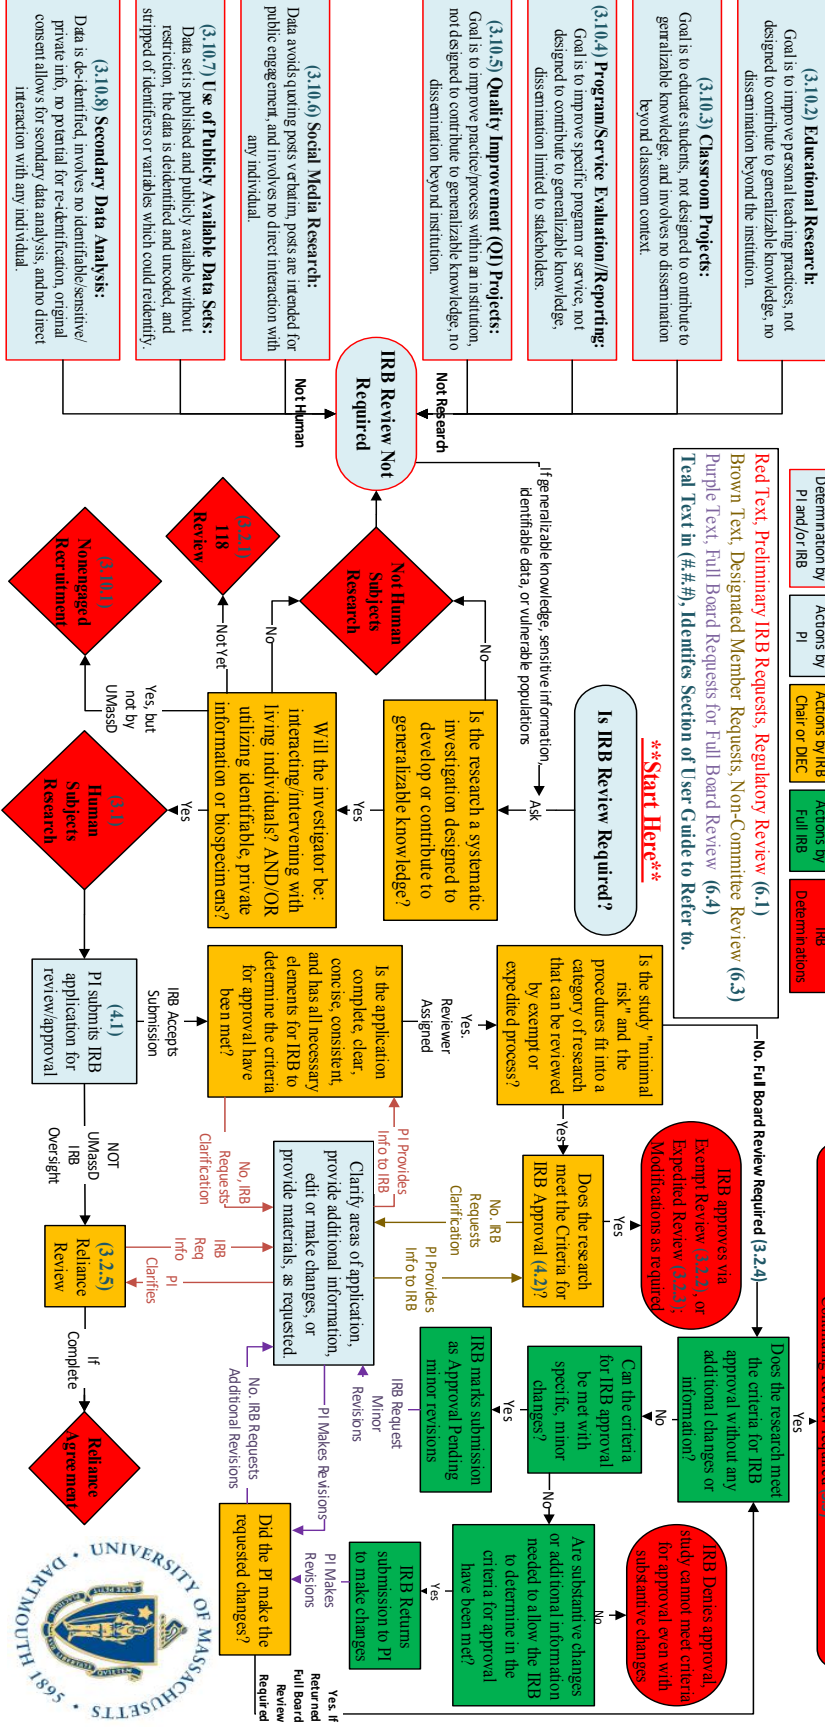 (3.10.2) Educational Research:
Goal is to improve personal teaching practices, not
designed to contribute to generalizable knowledge, no
dissemination beyond the institution.
(3.10.3) Classroom Projects:
Goal is to educate students, not designed to contribute to
genralizable knowledge, and involves no dissemination
beyond classroom context.
(3.10.4) Program/Service Evaluation//Reporting:
Goal is to improve specific program or service, not
designed to contribute to generalizable knowledge,
dissemination limited to stakeholders.
(3.10.5) Quality Improvement (QI) Projects:
Goal is to improve practice/process within an institution,
not designed to contribute to generalizable knowledge, no
dissemination beyond institution.
(3.10.6) Social Media Research:
Data avoids quoting posts verbatim, posts are intended for
public engagement, and involves no direct interaction with
any individual.
(3.10.7) Use of Publicly Available Data Sets:
Data set is published and publicly available without
restriction, the data is deidentified and uncoded, and
stripped of identifiers or variables which could reidentify.
(3.10.8) Secondary Data Analysis:
Data is de-identified, involves no identifiable/sensitive/
private info, no potential for re-identification, original
consent allows for secondary data analysis, and no direct
interaction with any individual.
Not Research
Not Human
IRB Review Not
Required
Determination by
PI and/or IRB
Actions by
PI
Actions by IRB
Chair or DIEC
Actions by
Full IRB
IRB
Determinations
Red Text, Preliminary IRB Requests, Regulatory Review (6.1)
Brown Text, Designated Member Requests, Non-Committee Review (6.3)
Purple Text, Full Board Requests for Full Board Review (6.4)
Teal Text in (#.#.#), Identifes Section of User Guide to Refer to.
**Start Here**
Is IRB Review Required?
If generalizable knowledge, sensitive information,
identifiable data, or vulnerable populations
Ask
Is the research a systematic
investigation designed to
develop or contribute to
generalizable knowledge?
No
Yes
Not Human
Subjects
Research
Will the investigator be:
interacting/intervening with
living individuals? AND/OR
utilizing identifiable, private
information or biospecimens?
No
Not Yet
(3.2.1)
118
Review
Yes, but
not by
UMassD
(3.10.1)
Nonengaged
Recruitment
Yes
(3.1)
Human
Subjects
Research
(4.1)
PI submits IRB
application for
review/approval
IRB Accepts
Submission
NOT
UMassD
IRB
Oversight
Is the application
complete, clear,
concise, consistent,
and has all necessary
elements for IRB to
determine the criteria
for approval have
been met?
Yes.
Reviewer
Assigned
Is the study "minimal
risk" and the
procedures fit into a
category of research
that can be reviewed
by exempt or
expedited process?
No. Full Board Review Required (3.2.4)
Yes
Does the research
meet the Criteria for
IRB Approval (4.2)?
Yes
IRB approves via
Exempt Review (3.2.2), or
Expedited Review (3.2.3),
Modifications as required
PI Provides
Info to IRB
No, IRB
Requests
Clarification
No. IRB
Requests
Clarification
PI Provides
Info to IRB
Clarify areas of application,
provide additional information,
edit or make changes, or
provide materials, as requested.
(3.2.5)
Reliance
Review
IRB
Req
Info
PI
Clarifies
If
Complete
Reliance
Agreement
Does the research meet
the criteria for IRB
approval without any
additional changes or
information?
Yes
No
Can the criteria
for IRB approval
be met with
specific, minor
changes?
Yes
No
IRB marks submission
as Approval Pending
minor revisions
IRB Request
Minor
Revisions
Are substantive changes
or additional information
needed to allow the IRB
to determine in the
criteria for approval
have been met?
No
IRB Denies approval,
study cannot meet criteria
for approval even with
substantive changes
Yes
IRB Returns
submission to PI
to make changes
PI Makes
Revisions
PI Makes Revisions
No. IRB Requests
Additional Revisions
Did the PI make the
requested changes?
Yes. If
Returned
Full Board
Review
Required
UNIVERSITY OF MASSACHUSETTS
DARTMOUTH
1895